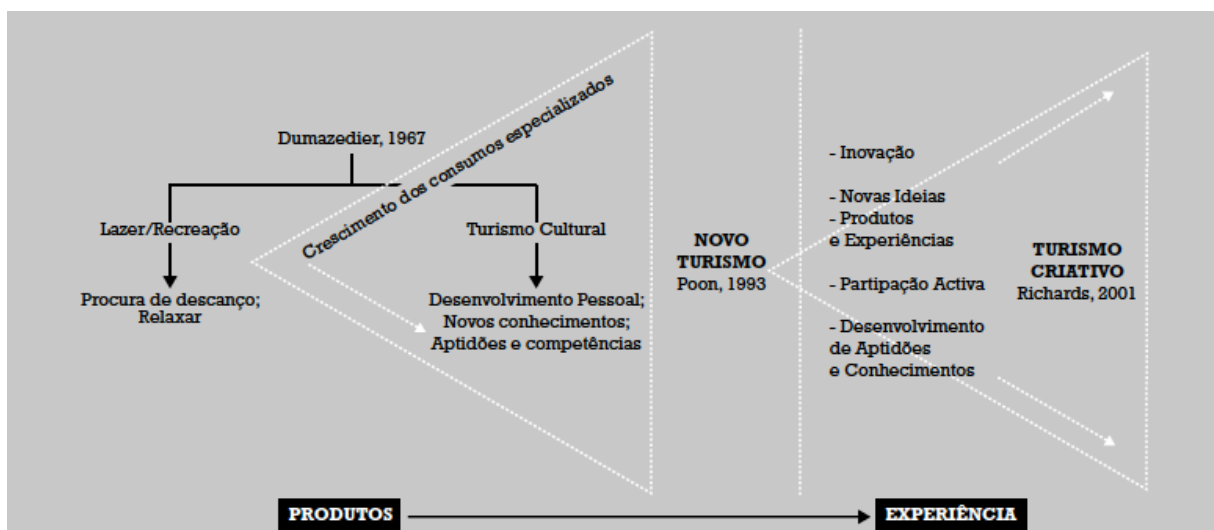 Dumazedier, 1967
Crescimento dos consumos especializados
Lazer/Recreação
Procura de descanço;
Relaxar
Turismo Cultural
Desenvolvimento Pessoal;
Novos conhecimentos;
Aptidões e competências
NOVO
TURISMO
Poon, 1993
- Inovação
- Novas Ideias
- Produtos
e Experiências
- Partipação Activa
- Desenvolvimento
de Aptidões
e Conhecimentos
TURISMO
CRIATIVO
Richards, 2001
PRODUTOS
EXPERIÊNCIA